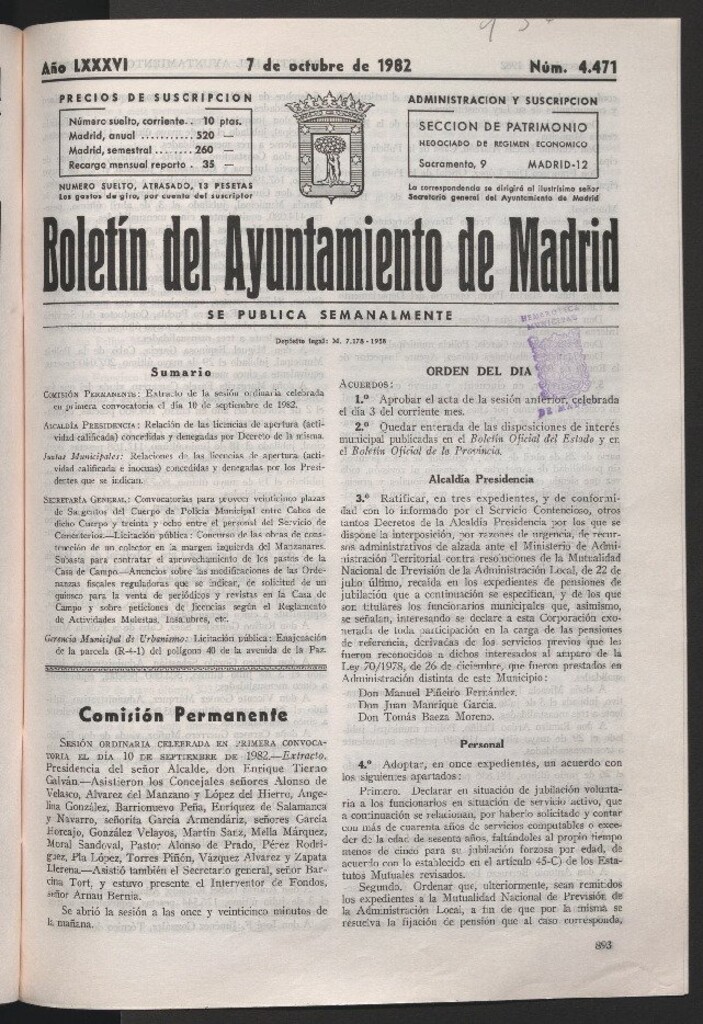 Año LXXXVI 7 de octubre de 1982 Núm. 4.471
PRECIOS DE SUSCRIPCION
Número suelto, corriente. . 10 ptas.
Madrid, anual ........... 520 —
Madrid, semestral ........ 260 —
Recargo mensual reporto . 35 —
NUMERO SUELTO, ATRASADO, 13 PESETAS
Los gastos de giro, por cuenta del suscriptor
ADMINISTRACION Y SUSCRIPCION
SECCION DE PATRIMONIO
NEGOCIADO DE REGIMEN ECONOMICO
Sacramento, 9 MADRID-12
La correspondencia se dirigirá al ilustrísimo señor
Secretario general del Ayuntamiento de Madrid
Boletín del Ayuntamiento de Madrid
SE PUBLICA SEMANALMENTE
Depósito legal: M. 7.178 - 1958
HEMEROTECA
MUNICIPAL
Sumario
COMISIÓN PERMANENTE: Extracto de la sesión ordinaria celebrada
en primera convocatoria el día 10 de septiembre de 1982.
ALCALDÍA PRESIDENCIA: Relación de las licencias de apertura (acti-
vidad calificada) concedidas y denegadas por Decreto de la misma.
Juntas Municipales: Relaciones de las licencias de apertura (acti-
vidad calificada e inocuas) concedidas y denegadas por los Presi-
dentes que se indican.
SECRETARÍA GENERAL: Convocatorias para proveer veinticinco plazas
de Sargentos del Cuerpo de Policía Municipal entre Cabos de
dicho Cuerpo y treinta y ocho entre el personal del Servicio de
Cementerios.—Licitación pública: Concurso de las obras de cons-
trucción de un colector en la margen izquierda del Manzanares.
Subasta para contratar el aprovechamiento de los pastos de la
Casa de Campo.—Anuncios sobre las modificaciones de las Orde-
nanzas fiscales reguladoras que se indican, de solicitud de un
quiosco para la venta de periódicos y revistas en la Casa de
Campo y sobre peticiones de licencias según el Reglamento
de Actividades Molestas, Insalubres, etc.
Gerencia Municipal de Urbanismo: Licitación pública: Enajenación
de la parcela (R-4-1) del polígono 40 de la avenida de la Paz.
Comisión Permanente
SESIÓN ORDINARIA CELEBRADA EN PRIMERA CONVOCA-
TORIA EL DÍA 10 DE SEPTIEMBRE DE 1982.—Extracto.
Presidencia del señor Alcalde, don Enrique Tierno
Galván.—Asistieron los Concejales señores Alonso de
Velasco, Alvarez del Manzano y López del Hierro, Ange-
lina González, Barrionuevo Peña, Enríquez de Salamanca
y Navarro, señorita García Armendáriz, señores García
Horcajo, González Velayos, Martín Sanz, Mella Márquez,
Moral Sandoval, Pastor Alonso de Prado, Pérez Rodrí-
guez, Pla López, Torres Piñón, Vázquez Alvarez y Zapata
Llerena.—Asistió también el Secretario general, señor Bar-
cina Tort, y estuvo presente el Interventor de Fondos,
señor Arnau Bernia.
Se abrió la sesión a las once y veinticinco minutos de
la mañana.
ORDEN DEL DIA
ACUERDOS:
1.º Aprobar el acta de la sesión anterior, celebrada
el día 3 del corriente mes.
2.º Quedar enterada de las disposiciones de interés
municipal publicadas en el Boletín Oficial del Estado y en
el Boletín Oficial de la Provincia.
Alcaldía Presidencia
3.º Ratificar, en tres expedientes, y de conformi-
dad con lo informado por el Servicio Contencioso, otros
tantos Decretos de la Alcaldía Presidencia por los que se
dispone la interposición, por razones de urgencia, de recur-
sos administrativos de alzada ante el Ministerio de Admi-
nistración Territorial contra resoluciones de la Mutualidad
Nacional de Previsión de la Administración Local, de 22 de
julio último, recaída en los expedientes de pensiones de
jubilación que a continuación se especifican, y de los que
son titulares los funcionarios municipales que, asimismo,
se señalan, interesando se declare a esta Corporación exo-
nerada de toda participación en la carga de las pensiones
de referencia, derivadas de los servicios previos que les
fueron reconocidos a dichos interesados al amparo de la
Ley 70/1978, de 26 de diciembre, que fueron prestados en
Administración distinta de este Municipio:
Don Manuel Piñeiro Fernández.
Don Juan Manrique García.
Don Tomás Baeza Moreno.
Personal
4.º Adoptar, en once expedientes, un acuerdo con
los siguientes apartados:
Primero. Declarar en situación de jubilación volunta-
ria a los funcionarios en situación de servicio activo, que
a continuación se relacionan, por haberlo solicitado y contar
con más de cuarenta años de servicios computables o exce-
der de la edad de sesenta años, faltándoles al propio tiempo
menos de cinco para su jubilación forzosa por edad, de
acuerdo con lo establecido en el artículo 45-C) de los Esta-
tutos Mutuales revisados.
Segundo. Ordenar que, ulteriormente, sean remitidos
los expedientes a la Mutualidad Nacional de Previsión de
la Administración Local, a fin de que por la misma se
resuelva la fijación de pensión que al caso corresponda,
893